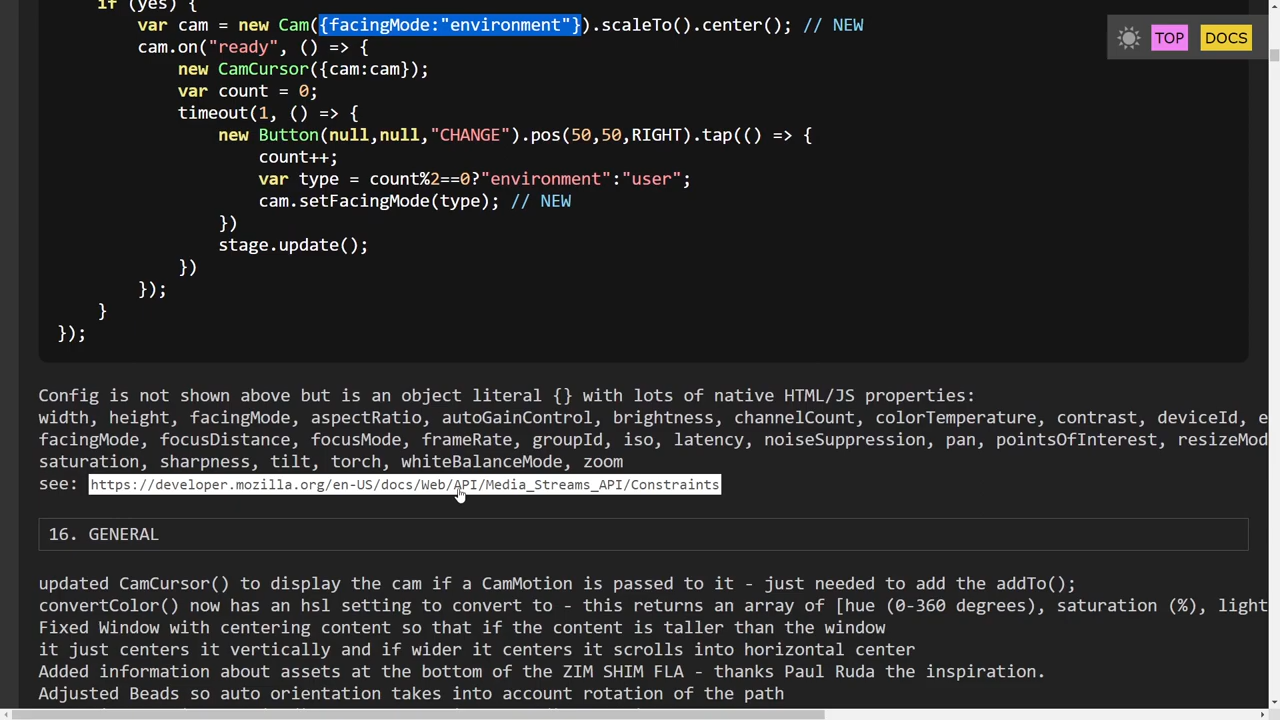 if (yes) {
var cam = new Cam({facingMode:"environment"}).scaleTo().center(); // NEW
cam.on("ready", () => {
new CamCursor({cam:cam});
var count = 0;
timeout(1, () => {
new Button(null,null,"CHANGE").pos(50,50,RIGHT).tap(() => {
count++;
var type = count%2==0?"environment":"user";
cam.setFacingMode(type); // NEW
})
stage.update();
})
});
}
});
TOP
DOCS
Config is not shown above but is an object literal {} with lots of native HTML/JS properties:
width, height, facingMode, aspectRatio, autoGainControl, brightness, channelCount, colorTemperature, contrast, deviceId, e
facingMode, focusDistance, focusMode, frameRate, groupId, iso, latency, noiseSuppression, pan, pointsOfInterest, resizeMod
saturation, sharpness, tilt, torch, whiteBalanceMode, zoom
see: https://developer.mozilla.org/en-US/docs/Web/API/Media_Streams_API/Constraints
16. GENERAL
updated CamCursor() to display the cam if a CamMotion is passed to it - just needed to add the addTo();
convertColor() now has an hsl setting to convert to - this returns an array of [hue (0-360 degrees), saturation (%), light
Fixed Window with centering content so that if the content is taller than the window
it just centers it vertically and if wider it centers it scrolls into horizontal center
Added information about assets at the bottom of the ZIM SHIM FLA - thanks Paul Ruda the inspiration.
Adjusted Beads so auto orientation takes into account rotation of the path